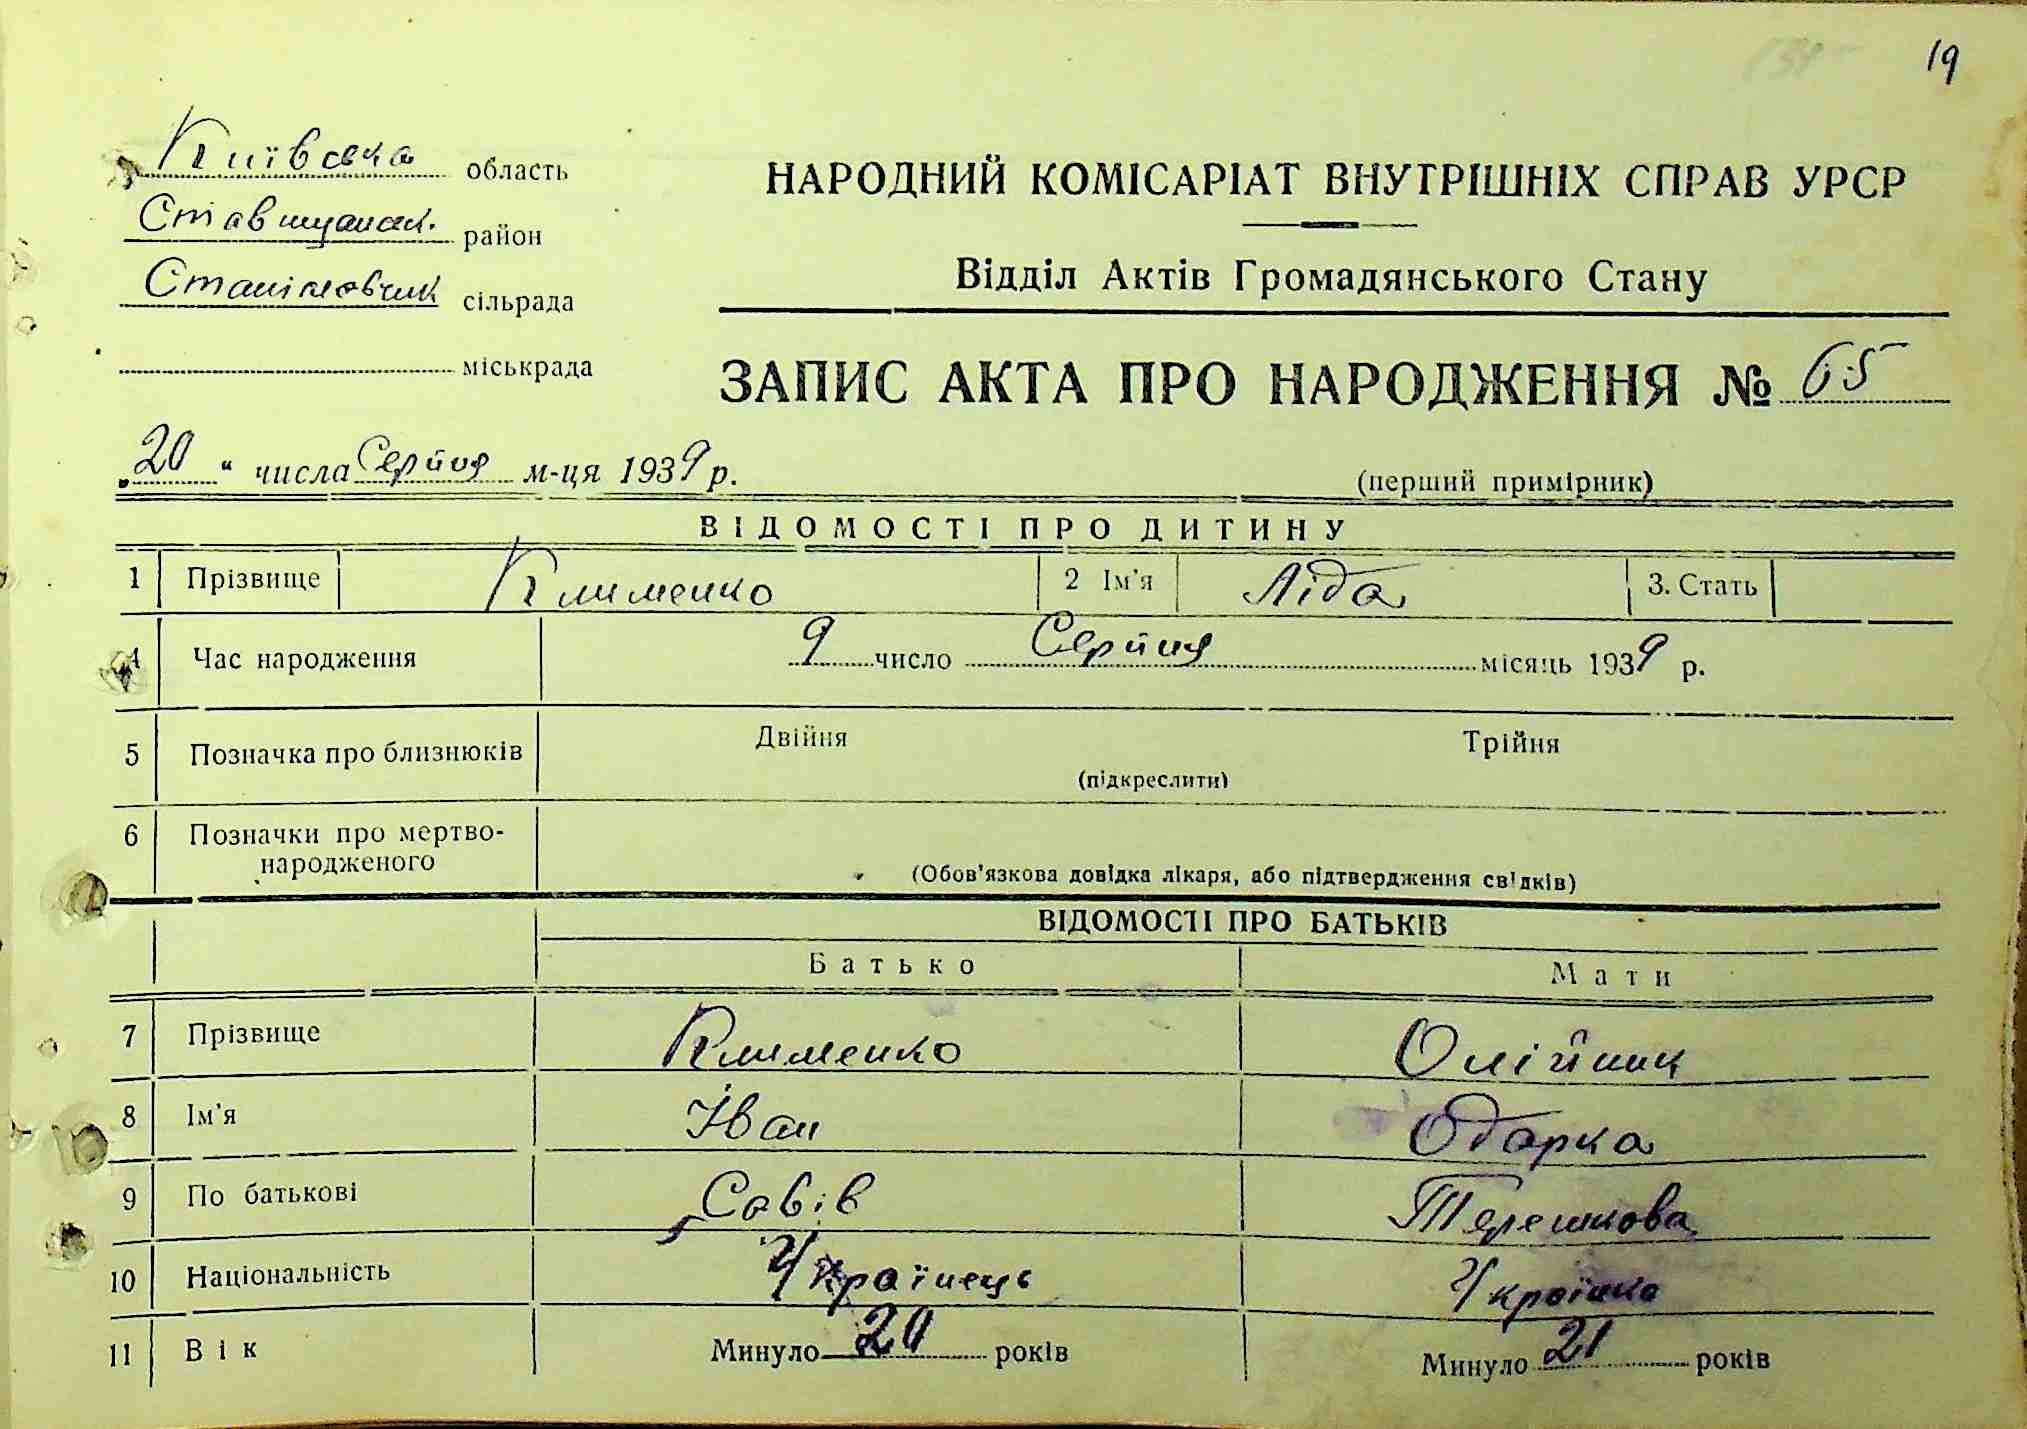 19
Київська область
Ставищанськ. район
сільрада
міськрада
НАРОДНИЙ КОМІСАРІАТ ВНУТРІШНІХ СПРАВ УРСР
Відділ Актів Громадянського Стану
ЗАПИС АКТА ПРО НАРОДЖЕННЯ № 65
„20“ числа Серпня м-ця 1939 р.
(перший примірник)
ВІДОМОСТІ ПРО ДИТИНУ
1 Прізвище Клименко 2 Ім'я Ліда 3. Стать
4 Час народження 9 число Серпня місяць 1939 р.
5 Позначка про близнюків Двійня Трійня
(підкреслити)
6 Позначки про мертво-
народженого
(Обов'язкова довідка лікаря, або підтвердження свідків)
ВІДОМОСТІ ПРО БАТЬКІВ
Батько Мати
7 Прізвище Клименко Олійник
8 Ім'я Іван Одарка
9 По батькові Савів Терешкова
10 Національність Українець Українка
11 Вік Минуло 20 років Минуло 21 років